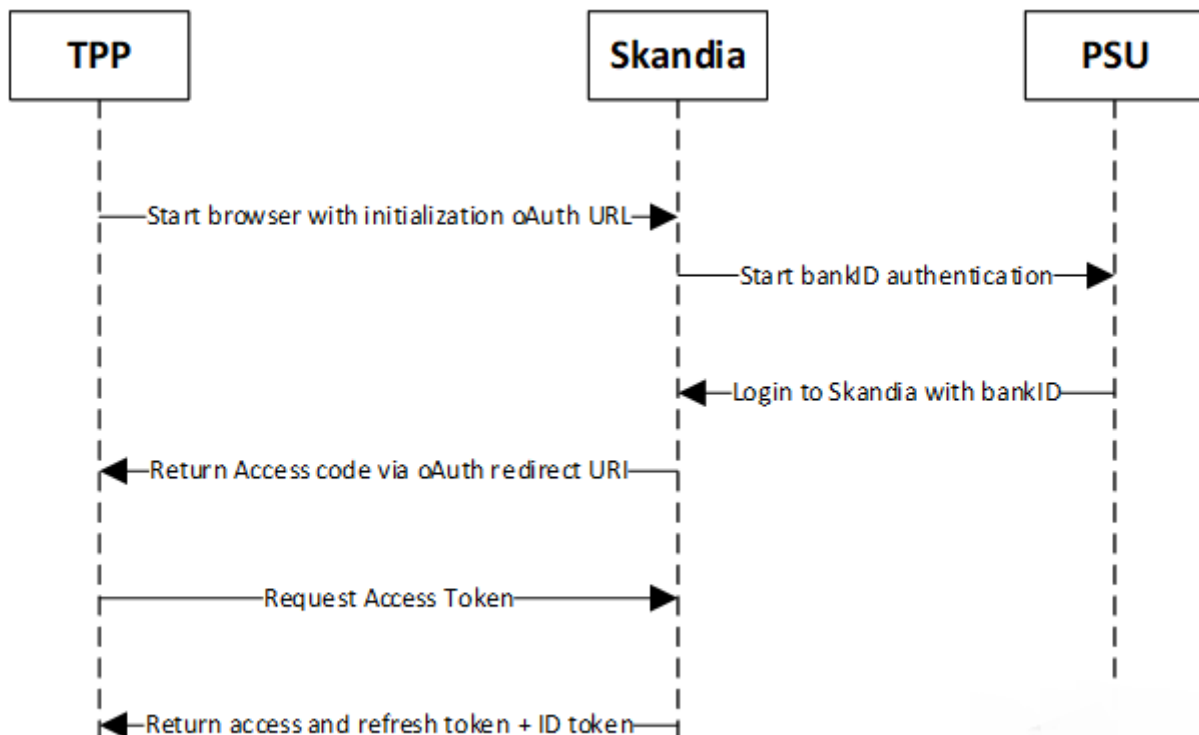 TPP
Skandia
PSU
Start browser with initialization oAuth URL
Start bankID authentication
Login to Skandia with bankID
Return Access code via oAuth redirect URI
Request Access Token
Return access and refresh token + ID token